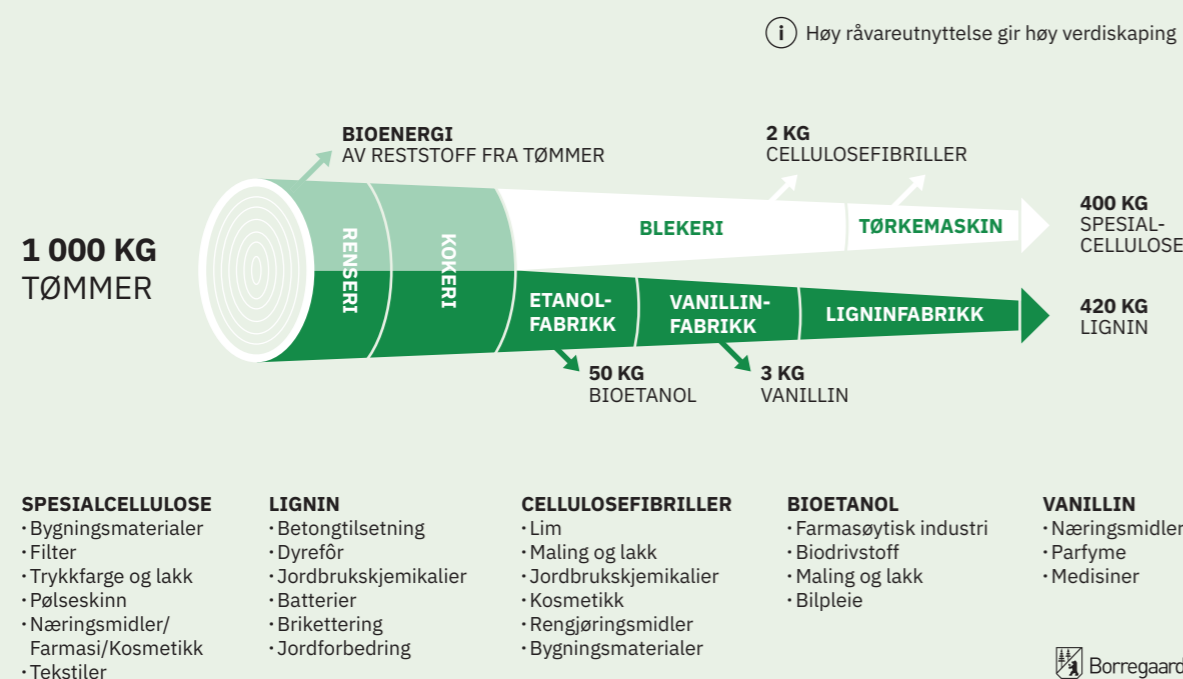 i Høy råvareutnyttelse gir høy verdiskaping
BIOENERGI
AV RESTSTOFF FRA TØMMER
2 KG
CELLULOSEFIBRILLER
1 000 KG
TØMMER
RENSERI
KOKERI
BLEKERI
TØRKEMASKIN
400 KG
SPESIAL-
CELLULOSE
ETANOL-
FABRIKK
VANILLIN-
FABRIKK
LIGNINFABRIKK
420 KG
LIGNIN
50 KG
BIOETANOL
3 KG
VANILLIN
SPESIALCELLULOSE
· Bygningsmaterialer
· Filter
· Trykkfarge og lakk
· Pølseskinn
· Næringsmidler/
Farmasi/Kosmetikk
· Tekstiler
LIGNIN
· Betongtilsetning
· Dyrefôr
· Jordbrukskjemikalier
· Batterier
· Brikettering
· Jordforbedring
CELLULOSEFIBRILLER
· Lim
· Maling og lakk
· Jordbrukskjemikalier
· Kosmetikk
· Rengjøringsmidler
· Bygningsmaterialer
BIOETANOL
· Farmasøytisk industri
· Biodrivstoff
· Maling og lakk
· Bilpleie
VANILLIN
· Næringsmidler
· Parfyme
· Medisiner
Borregaard